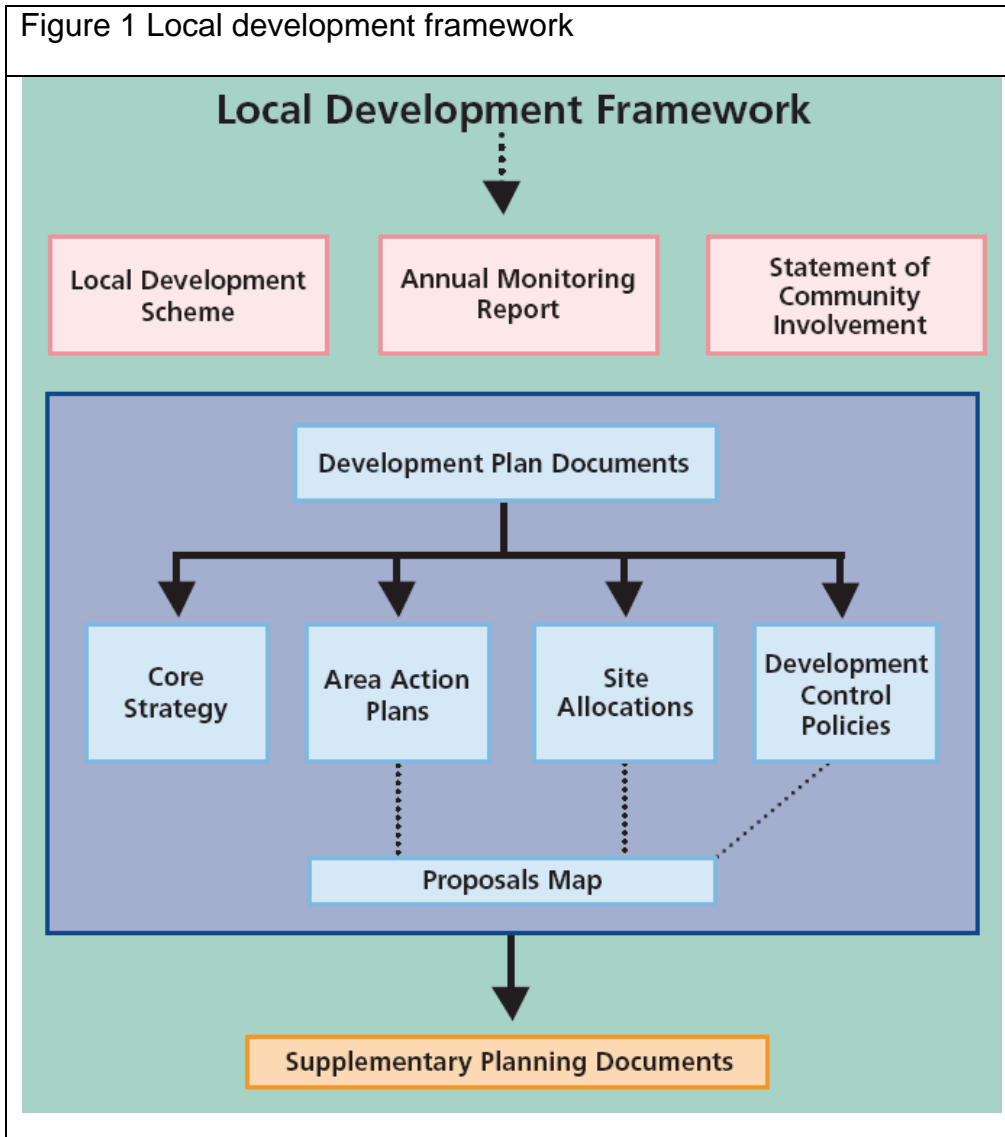 Figure 1 Local development framework
Local Development Framework
Local Development
Scheme
Annual Monitoring
Report
Statement of
Community
Involvement
Development Plan Documents
Core
Strategy
Area Action
Plans
Site
Allocations
Development
Control
Policies
Proposals Map
Supplementary Planning Documents